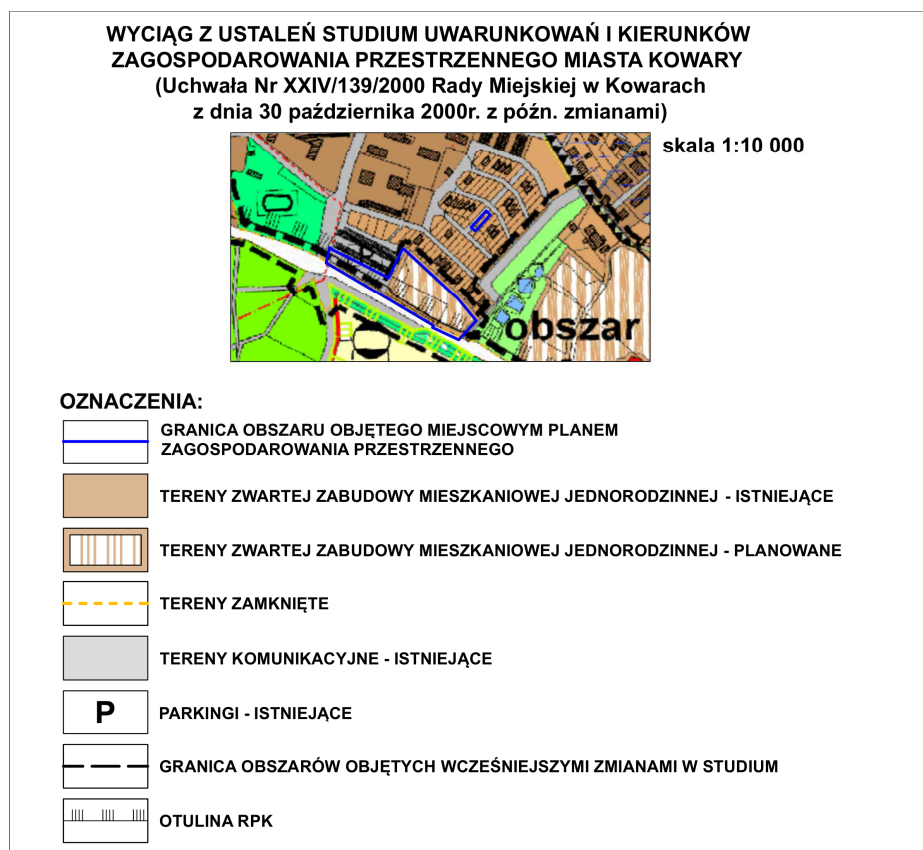 WYCIĄG Z USTALEŃ STUDIUM UWARUNKOWAŃ I KIERUNKÓW
ZAGOSPODAROWANIA PRZESTRZENNEGO MIASTA KOWARY
(Uchwała Nr XXIV/139/2000 Rady Miejskiej w Kowarach
z dnia 30 października 2000r. z późn. zmianami)
skala 1:10 000
P
obszar
OZNACZENIA:
GRANICA OBSZARU OBJĘTEGO MIEJSCOWYM PLANEM
ZAGOSPODAROWANIA PRZESTRZENNEGO
TERENY ZWARTEJ ZABUDOWY MIESZKANIOWEJ JEDNORODZINNEJ - ISTNIEJĄCE
TERENY ZWARTEJ ZABUDOWY MIESZKANIOWEJ JEDNORODZINNEJ - PLANOWANE
TERENY ZAMKNIĘTE
TERENY KOMUNIKACYJNE - ISTNIEJĄCE
P PARKINGI - ISTNIEJĄCE
GRANICA OBSZARÓW OBJĘTYCH WCZEŚNIEJSZYMI ZMIANAMI W STUDIUM
OTULINA RPK